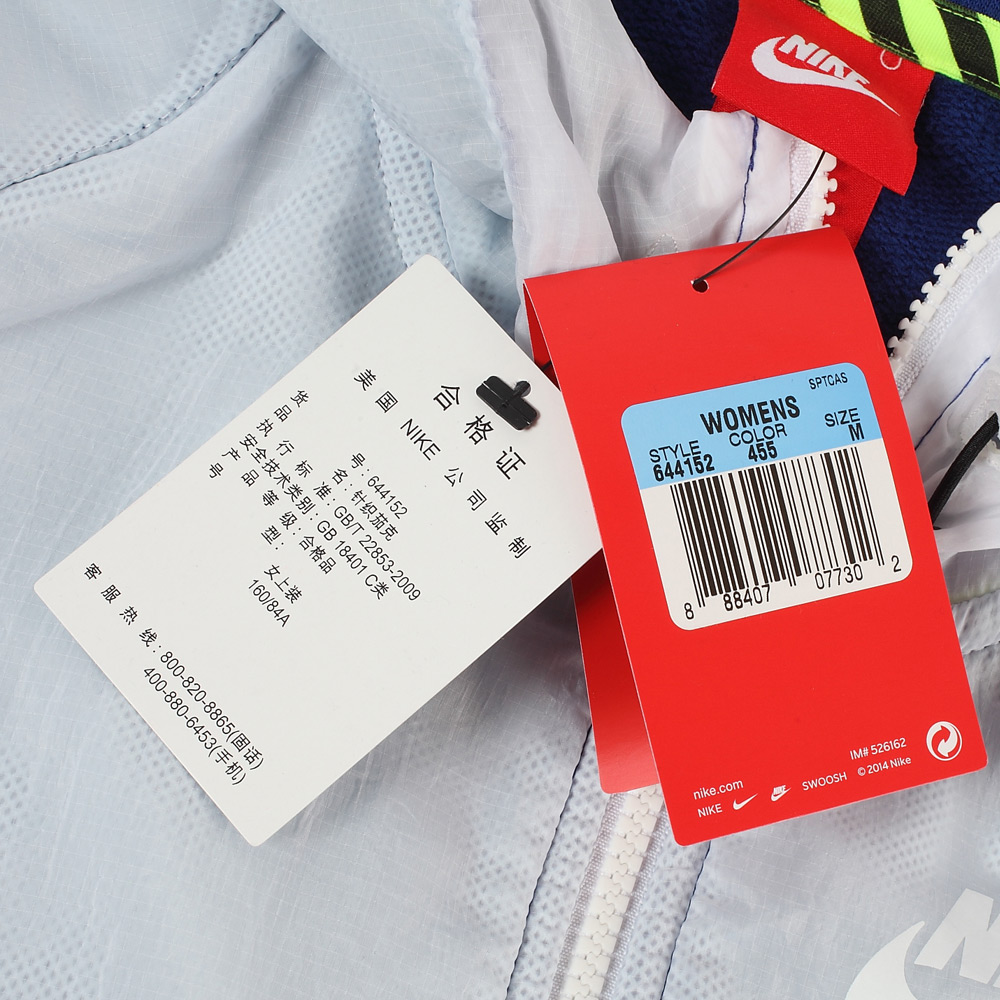 合格证
美国 NIKE 公司监制
货 号: 644152
品 名: 针织茄克
执行标准: GB/T 22853-2009
安全技术类别: GB 18401 C类
产品等级: 合格品
号 型: 女上装
160/84A
客服热线: 800-820-8865(固话)
400-880-6453(手机)
NIKE
SPTCAS
WOMENS
STYLE COLOR SIZE
644152 455 M
8 88407 07730 2
IM# 526162
nike.com
© 2014 Nike
NIKE SWOOSH